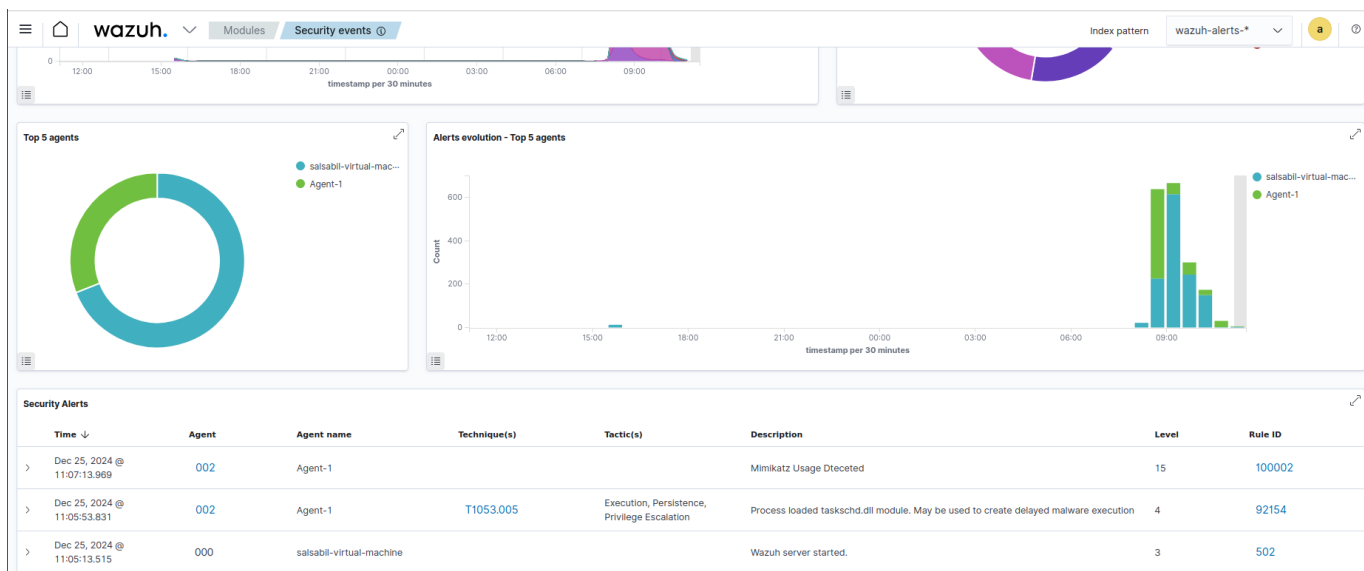 wazuh. Modules Security events Index pattern wazuh-alerts-* a
0
12:00 15:00 18:00 21:00 00:00 03:00 06:00 09:00
timestamp per 30 minutes
Top 5 agents
salsabil-virtual-mac...
Agent-1
Alerts evolution - Top 5 agents
600
400
200
0
Count
12:00 15:00 18:00 21:00 00:00 03:00 06:00 09:00
timestamp per 30 minutes
salsabil-virtual-mac...
Agent-1
Security Alerts
Time Agent Agent name Technique(s) Tactic(s) Description Level Rule ID
Dec 25, 2024 @
11:07:13.969 002 Agent-1 Mimikatz Usage Dteceted 15 100002
Dec 25, 2024 @
11:05:53.831 002 Agent-1 T1053.005 Execution, Persistence,
Privilege Escalation Process loaded taskschd.dll module. May be used to create delayed malware execution 4 92154
Dec 25, 2024 @
11:05:13.515 000 salsabil-virtual-machine Wazuh server started. 3 502